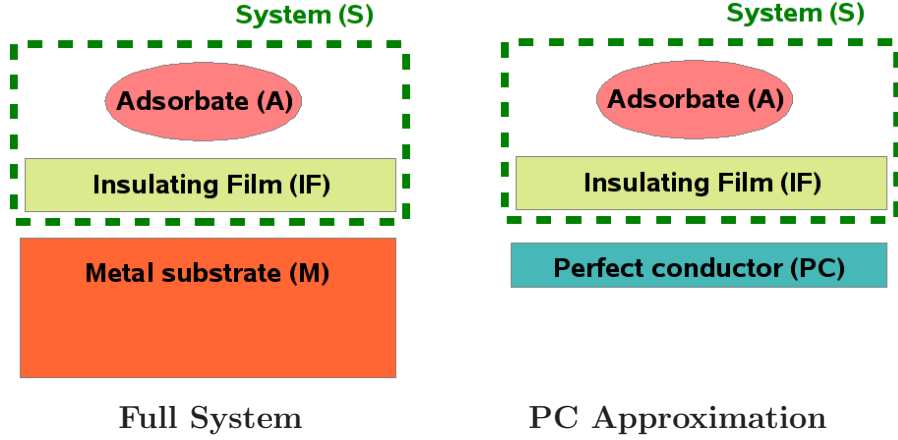 System (S)
Adsorbate (A)
Insulating Film (IF)
Metal substrate (M)
Full System
System (S)
Adsorbate (A)
Insulating Film (IF)
Perfect conductor (PC)
PC Approximation